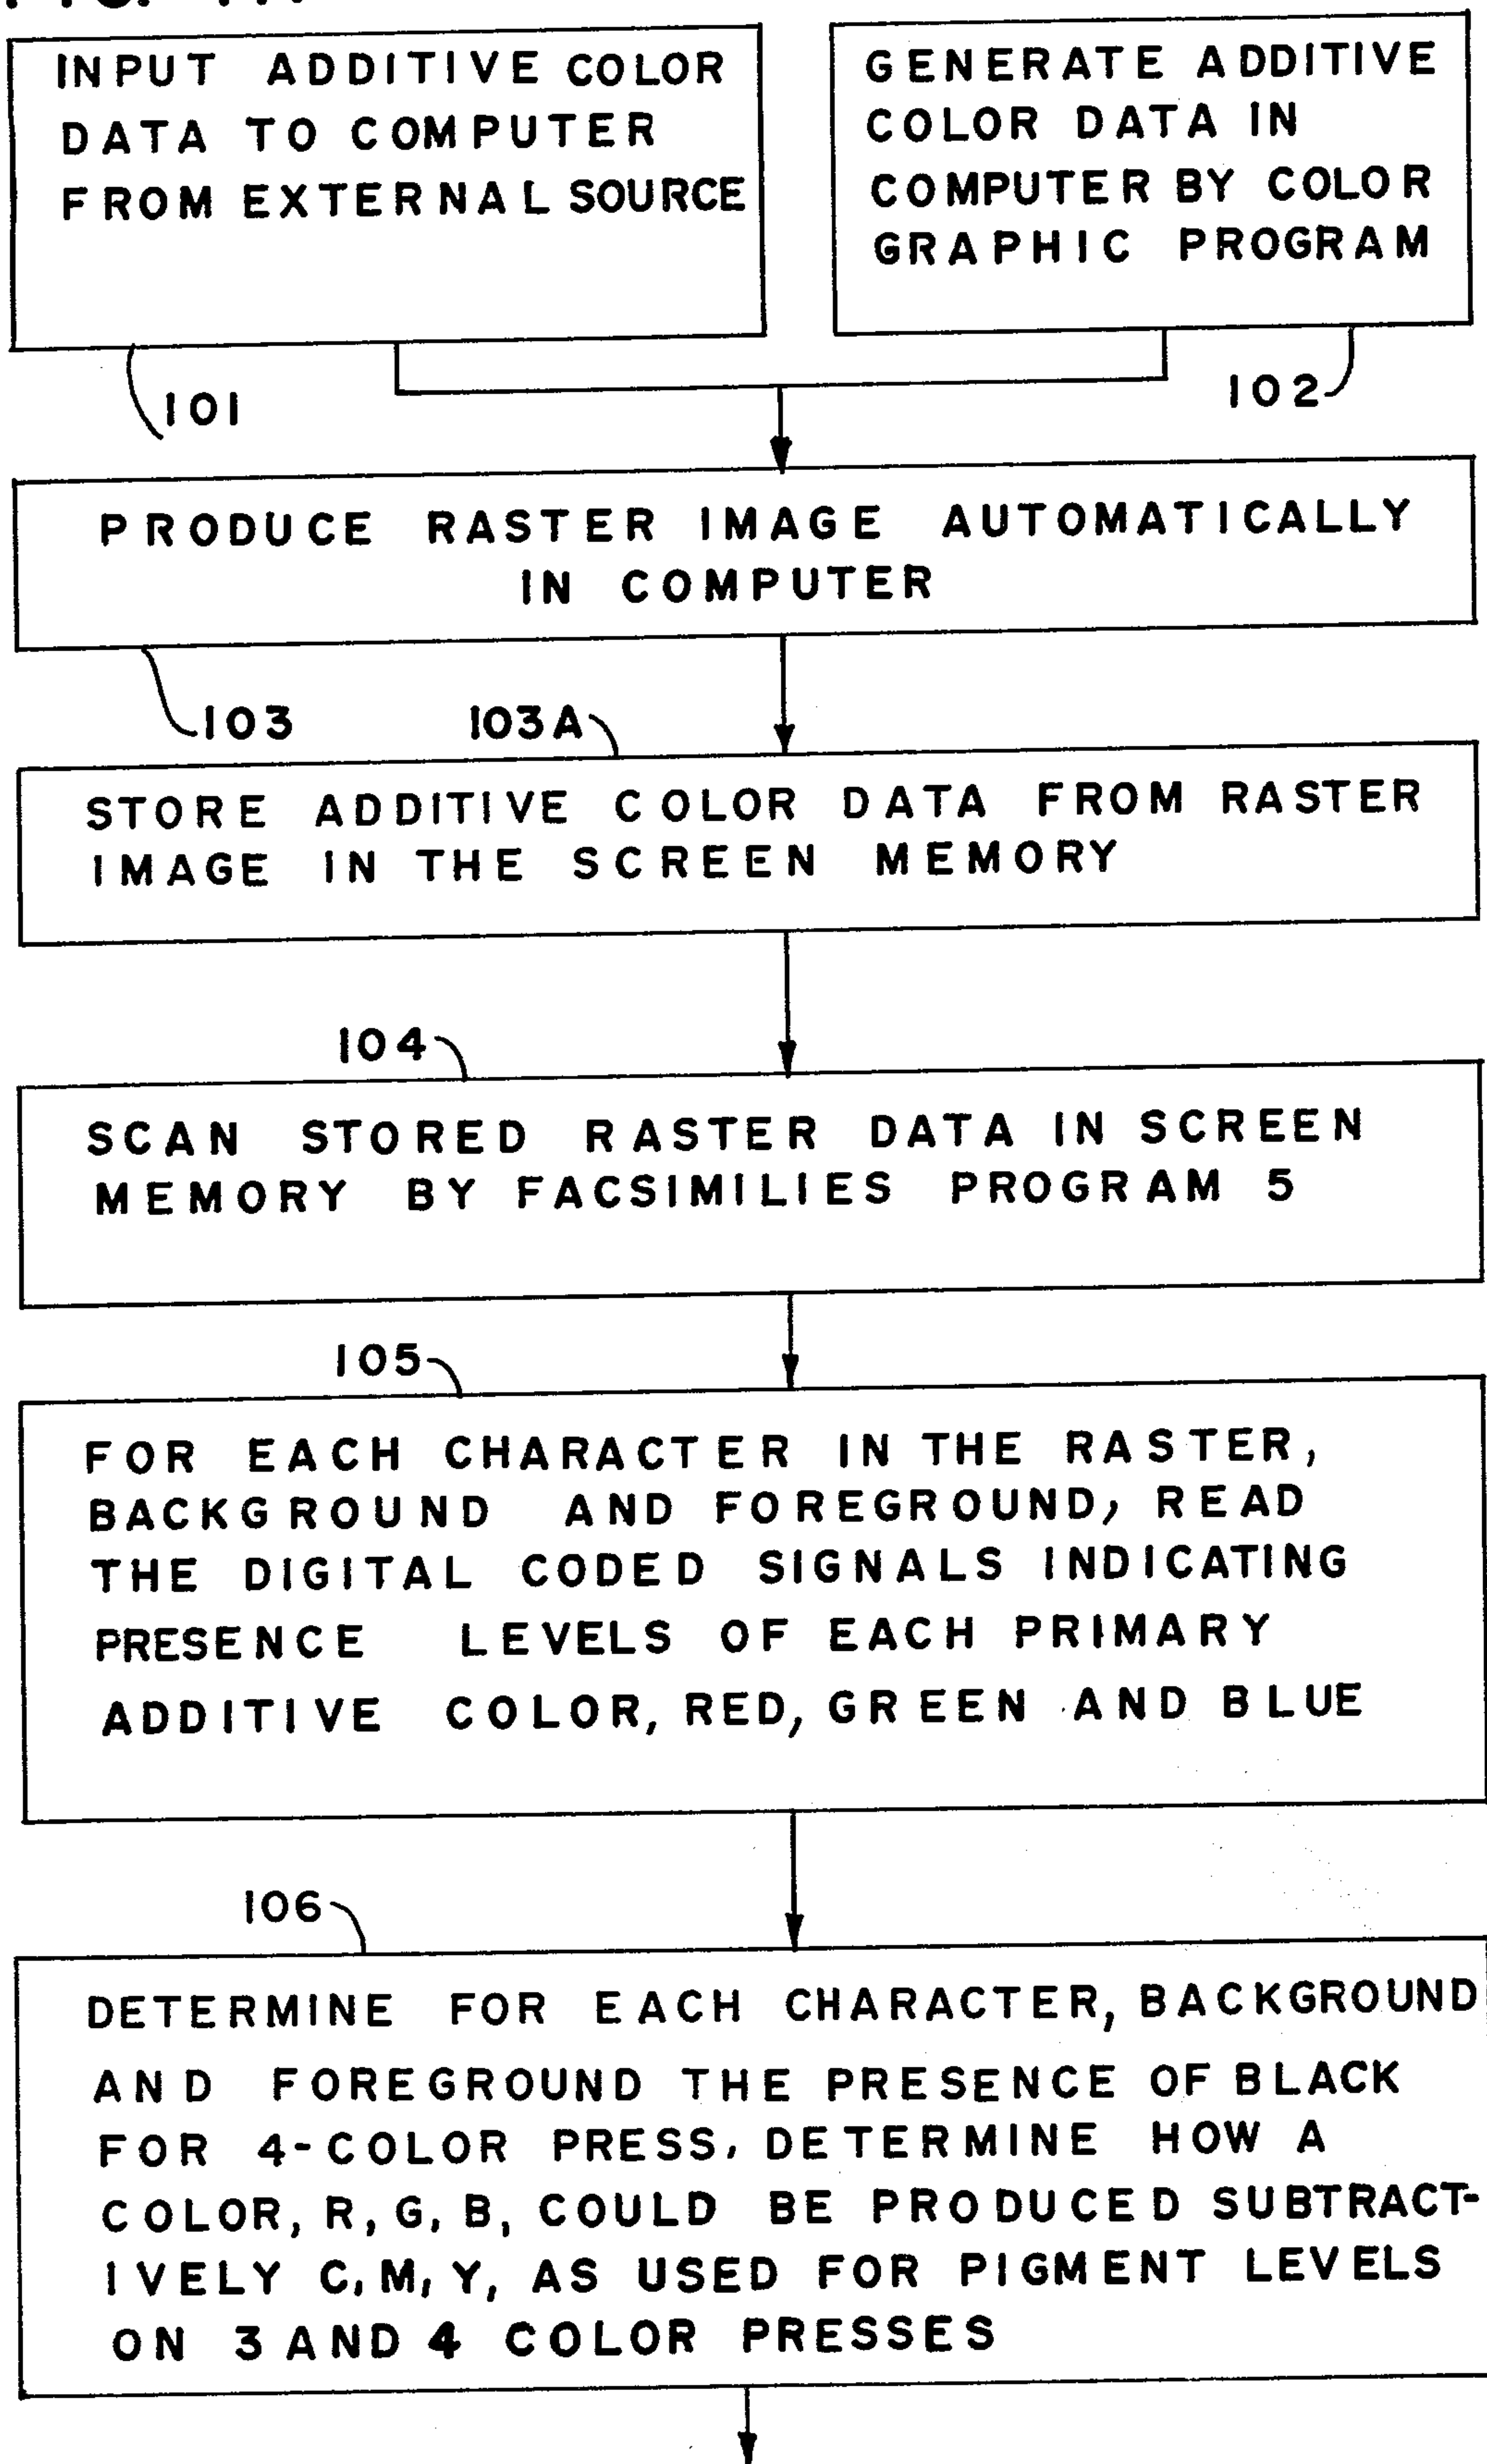 INPUT ADDITIVE COLOR
DATA TO COMPUTER
FROM EXTERNAL SOURCE
GENERATE ADDITIVE
COLOR DATA IN
COMPUTER BY COLOR
GRAPHIC PROGRAM
101
102
PRODUCE RASTER IMAGE AUTOMATICALLY
IN COMPUTER
103
103A
STORE ADDITIVE COLOR DATA FROM RASTER
IMAGE IN THE SCREEN MEMORY
104
SCAN STORED RASTER DATA IN SCREEN
MEMORY BY FACSIMILIES PROGRAM 5
105
FOR EACH CHARACTER IN THE RASTER,
BACKGROUND AND FOREGROUND, READ
THE DIGITAL CODED SIGNALS INDICATING
PRESENCE LEVELS OF EACH PRIMARY
ADDITIVE COLOR, RED, GREEN AND BLUE
106
DETERMINE FOR EACH CHARACTER, BACKGROUND
AND FOREGROUND THE PRESENCE OF BLACK
FOR 4-COLOR PRESS, DETERMINE HOW A
COLOR, R, G, B, COULD BE PRODUCED SUBTRACT-
IVELY C, M, Y, AS USED FOR PIGMENT LEVELS
ON 3 AND 4 COLOR PRESSES